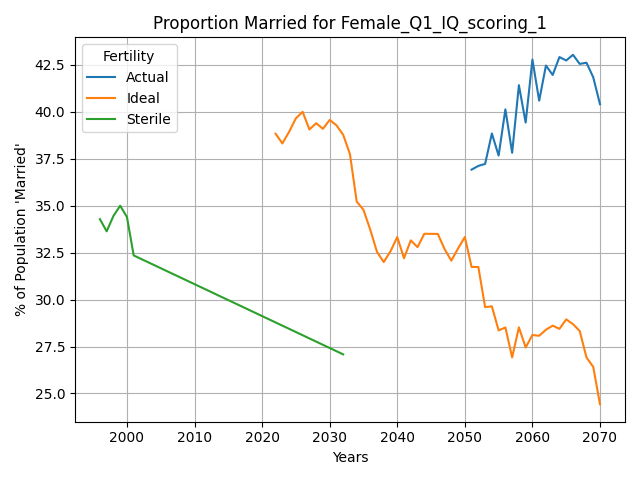 Proportion Married for Female_Q1_IQ_scoring_1
% of Population 'Married'
42.5
40.0
37.5
35.0
32.5
30.0
27.5
25.0
Fertility
Actual
Ideal
Sterile
2000 2010 2020 2030 2040 2050 2060 2070
Years